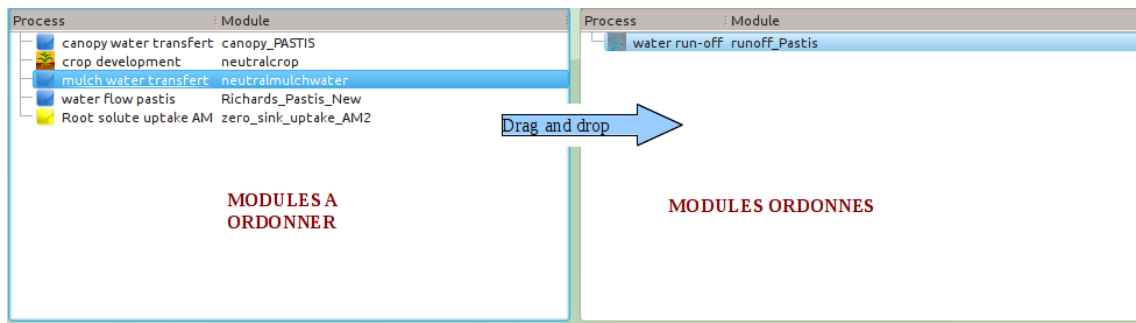 Process Module
canopy water transfert canopy_PASTIS
crop development neutralcrop
mulch water transfert neutralmulchwater
water flow pastis Richards_Pastis_New
Root solute uptake AM zero_sink_uptake_AM2
MODULES A
ORDONNER
Drag and drop
Process Module
water run-off runoff_Pastis
MODULES ORDONNES